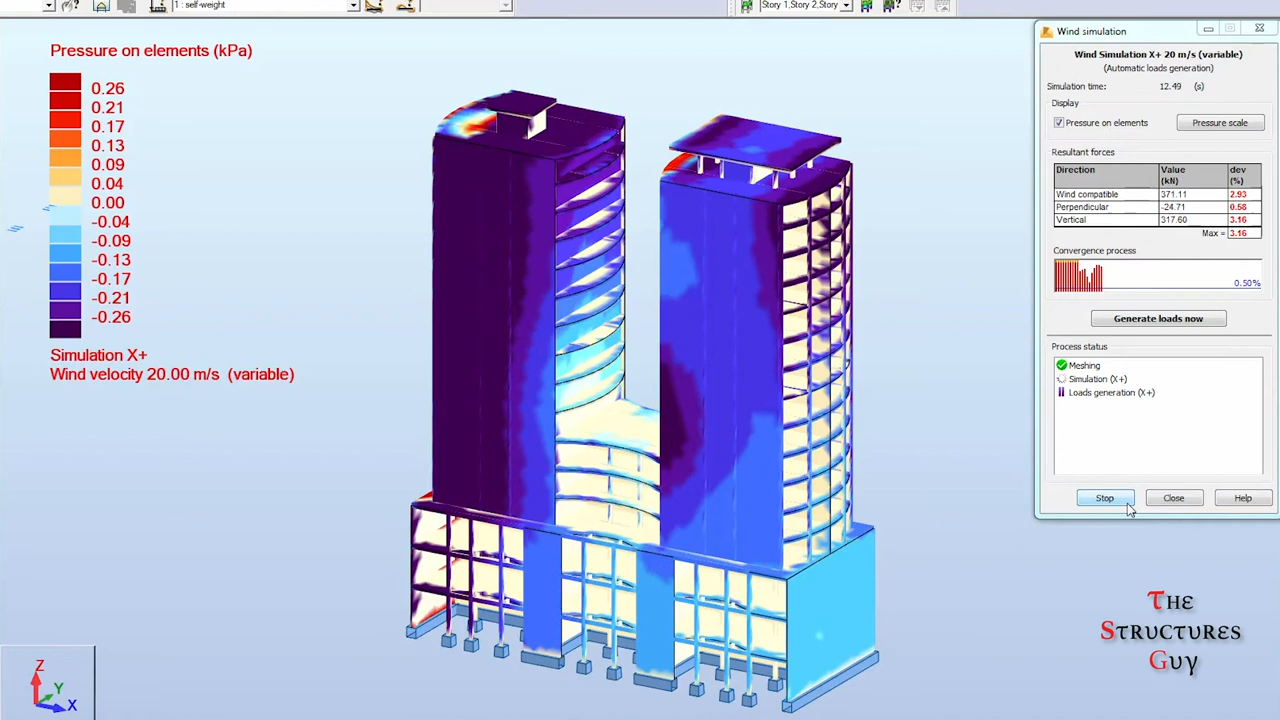 1 : self-weight
Story 1,Story 2,Story
Pressure on elements (kPa)
0.26
0.21
0.17
0.13
0.09
0.04
0.00
-0.04
-0.09
-0.13
-0.17
-0.21
-0.26
Simulation X+
Wind velocity 20.00 m/s (variable)
Wind simulation
Wind Simulation X+ 20 m/s (variable)
(Automatic loads generation)
Simulation time: 12.49 (s)
Display
Pressure on elements Pressure scale
Resultant forces
Direction Value (kN) dev (%)
Wind compatible 371.11 2.93
Perpendicular -24.71 0.58
Vertical 317.60 3.16
Max = 3.16
Convergence process
0.50%
Generate loads now
Process status
Meshing
Simulation (X+)
Loads generation (X+)
Stop Close Help
Z
Y
X
The
Structures
Guy